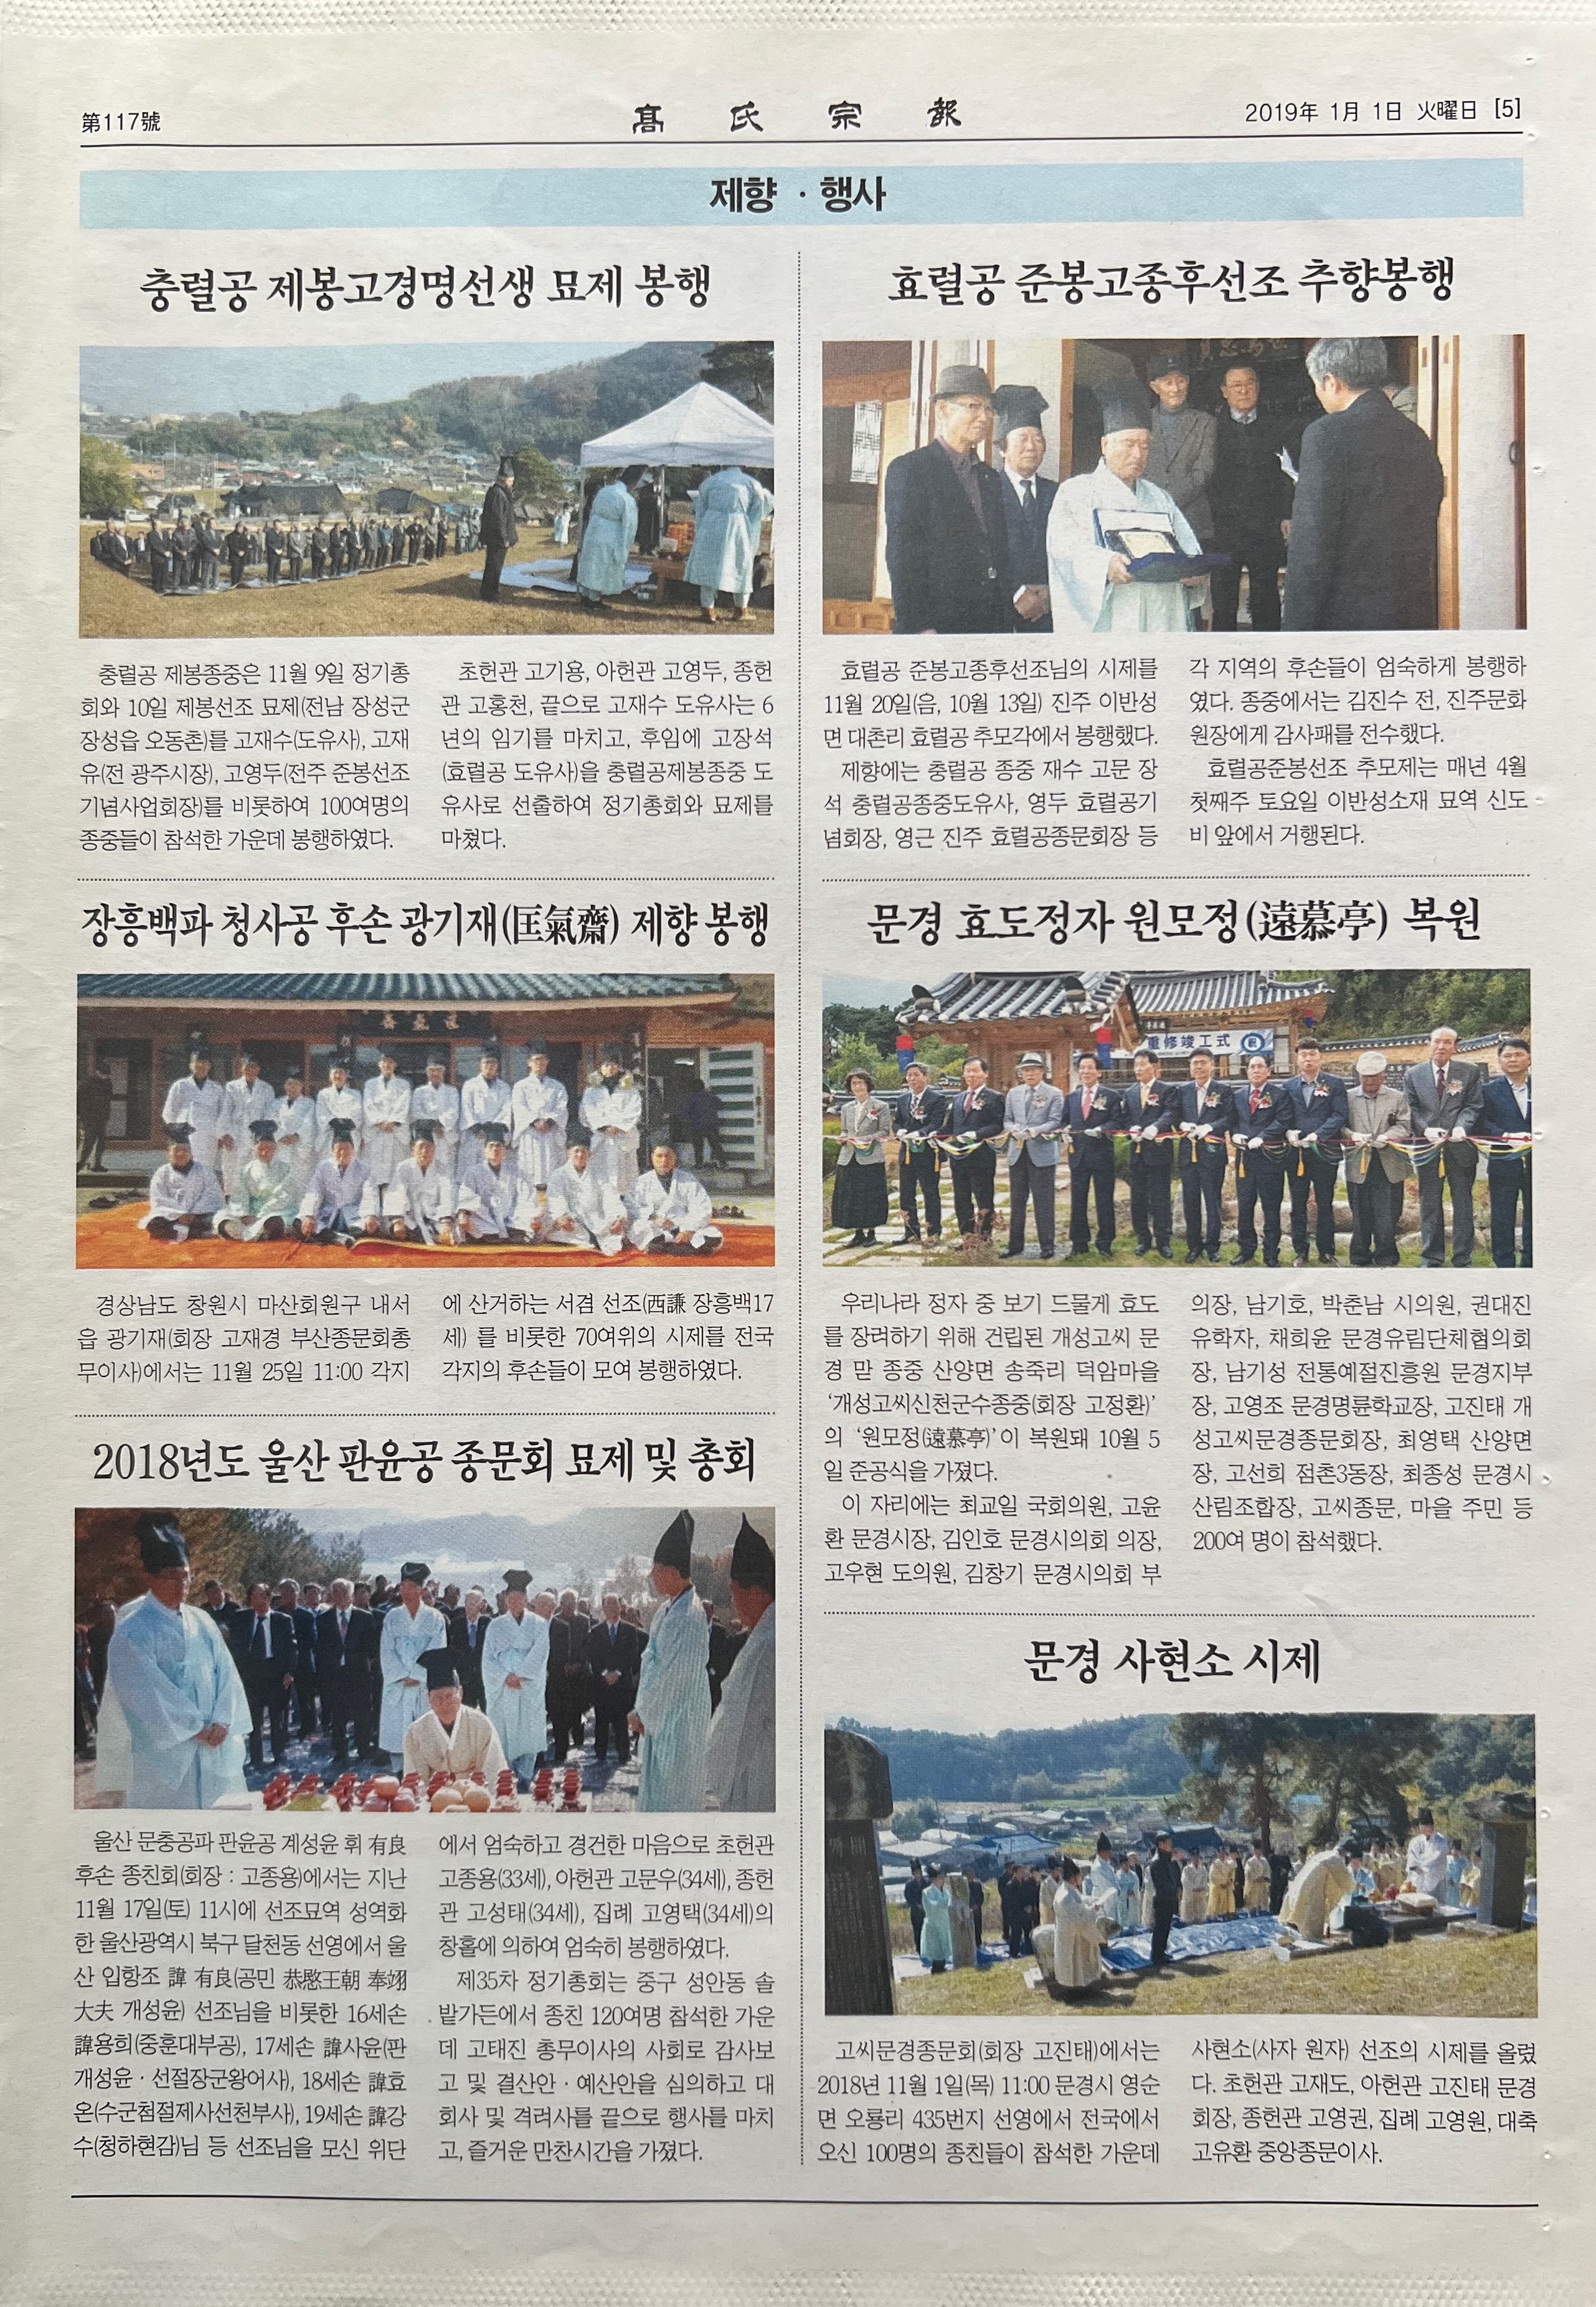 第117號
髙氏宗報
2019年 1月 1日 火曜日 [5]
제향 · 행사
충렬공 제봉고경명선생 묘제 봉행
충렬공 제봉종중은 11월 9일 정기총
회와 10일 제봉선조 묘제(전남 장성군
장성읍 오동촌)를 고재수(도유사), 고재
유(전 광주시장), 고영두(전주 준봉선조
기념사업회장)를 비롯하여 100여명의
종중들이 참석한 가운데 봉행하였다.
초헌관 고기용, 아헌관 고영두, 종헌
관 고홍천, 끝으로 고재수 도유사는 6
년의 임기를 마치고, 후임에 고장석
(효렬공 도유사)을 충렬공제봉종중 도
유사로 선출하여 정기총회와 묘제를
마쳤다.
장흥백파 청사공 후손 광기재(匡氣齋) 제향 봉행
경상남도 창원시 마산회원구 내서
읍 광기재(회장 고재경 부산종문회총
무이사)에서는 11월 25일 11:00 각지
에 산거하는 서겸 선조(西謙 장흥백17
세) 를 비롯한 70여위의 시제를 전국
각지의 후손들이 모여 봉행하였다.
2018년도 울산 판윤공 종문회 묘제 및 총회
울산 문충공파 판윤공 계성윤 휘 有良
후손 종친회(회장 : 고종용)에서는 지난
11월 17일(토) 11시에 선조묘역 성역화
한 울산광역시 북구 달천동 선영에서 울
산 입향조 諱 有良(공민 恭愍王朝 奉翊
大夫 개성윤) 선조님을 비롯한 16세손
諱용희(중훈대부공), 17세손 諱사윤(판
개성윤 · 선절장군왕어사), 18세손 諱효
온(수군첨절제사선천부사), 19세손 諱강
수(청하현감)님 등 선조님을 모신 위단
에서 엄숙하고 경건한 마음으로 초헌관
고종용(33세), 아헌관 고문우(34세), 종헌
관 고성태(34세), 집례 고영택(34세)의
창홀에 의하여 엄숙히 봉행하였다.
제35차 정기총회는 중구 성안동 솔
밭가든에서 종친 120여명 참석한 가운
데 고태진 총무이사의 사회로 감사보
고 및 결산안 · 예산안을 심의하고 대
회사 및 격려사를 끝으로 행사를 마치
고, 즐거운 만찬시간을 가졌다.
효렬공 준봉고종후선조 추향봉행
효렬공 준봉고종후선조님의 시제를
11월 20일(음, 10월 13일) 진주 이반성
면 대촌리 효렬공 추모각에서 봉행했다.
제향에는 충렬공 종중 재수 고문 장
석 충렬공종중도유사, 영두 효렬공기
념회장, 영근 진주 효렬공종문회장 등
각 지역의 후손들이 엄숙하게 봉행하
였다. 종중에서는 김진수 전, 진주문화
원장에게 감사패를 전수했다.
효렬공준봉선조 추모제는 매년 4월
첫째주 토요일 이반성소재 묘역 신도
비 앞에서 거행된다.
문경 효도정자 원모정(遠慕亭) 복원
重修竣工式
우리나라 정자 중 보기 드물게 효도
를 장려하기 위해 건립된 개성고씨 문
경 맏 종중 산양면 송죽리 덕암마을
‘개성고씨신천군수종중(회장 고정환)’
의 ‘원모정(遠慕亭)’이 복원돼 10월 5
일 준공식을 가졌다.
이 자리에는 최교일 국회의원, 고윤
환 문경시장, 김인호 문경시의회 의장,
고우현 도의원, 김창기 문경시의회 부
의장, 남기호, 박춘남 시의원, 권대진
유학자, 채희윤 문경유림단체협의회
장, 남기성 전통예절진흥원 문경지부
장, 고영조 문경명륜학교장, 고진태 개
성고씨문경종문회장, 최영택 산양면
장, 고선희 점촌3동장, 최종성 문경시
산림조합장, 고씨종문, 마을 주민 등
200여 명이 참석했다.
문경 사현소 시제
고씨문경종문회(회장 고진태)에서는
2018년 11월 1일(목) 11:00 문경시 영순
면 오룡리 435번지 선영에서 전국에서
오신 100명의 종친들이 참석한 가운데
사현소(사자 원자) 선조의 시제를 올렸
다. 초헌관 고재도, 아헌관 고진태 문경
회장, 종헌관 고영권, 집례 고영원, 대축
고유환 중앙종문이사.